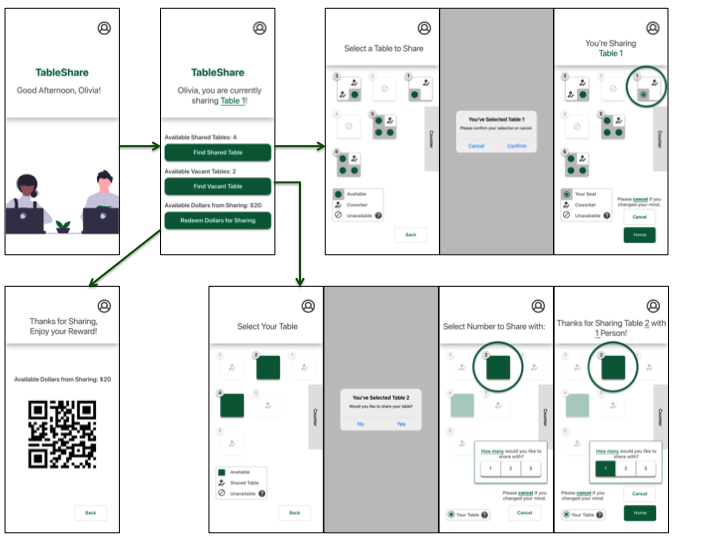 TableShare
Good Afternoon, Olivia!
TableShare
Olivia, you are currently
sharing Table 1!
Available Shared Tables: 4
Find Shared Table
Available Vacant Tables: 2
Find Vacant Table
Available Dollars from Sharing: $20
Redeem Dollars for Sharing
Select a Table to Share
3
1
5
6
Counter
Available
Coworker
Unavailable ?
Back
You've Selected Table 1
Please confirm your selection or cancel.
Cancel
Confirm
You're Sharing
Table 1
3
1
5
6
Counter
Your Seat
Coworker
Unavailable ?
Please cancel if you
changed your mind.
Cancel
Home
Thanks for Sharing,
Enjoy your Reward!
Available Dollars from Sharing: $20
Back
Select Your Table
2
Counter
Available
Shared Table
Unavailable ?
Back
You've Selected Table 2
Would you like to share your table?
No
Yes
Select Number to Share with:
2
Counter
How many would you like to
share with?
1 2 3
Please cancel if you
changed your mind.
Your Table ?
Cancel
Thanks for Sharing Table 2 with
1 Person!
2
Counter
How many would you like to
share with?
1 2 3
Please cancel if you
changed your mind.
Cancel
Your Table ?
Home